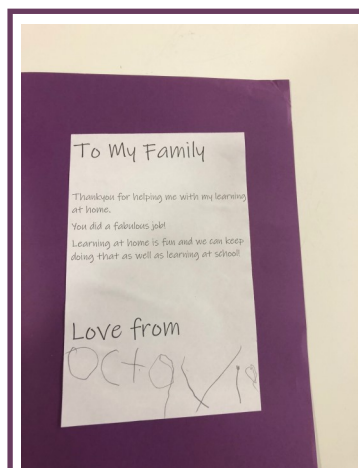 To My Family
Thankyou for helping me with my learning
at home.
You did a fabulous job!
Learning at home is fun and we can keep
doing that as well as learning at school!
Love from
Octavia